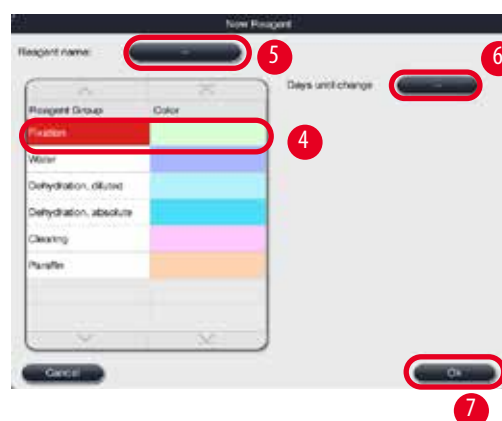 New Reagent
Reagent name: -- 5
Days until change -- 6
Reagent Group Color
Fixation 4
Water
Dehydration, diluted
Dehydration, absolute
Clearing
Paraffin
Cancel Ok
7